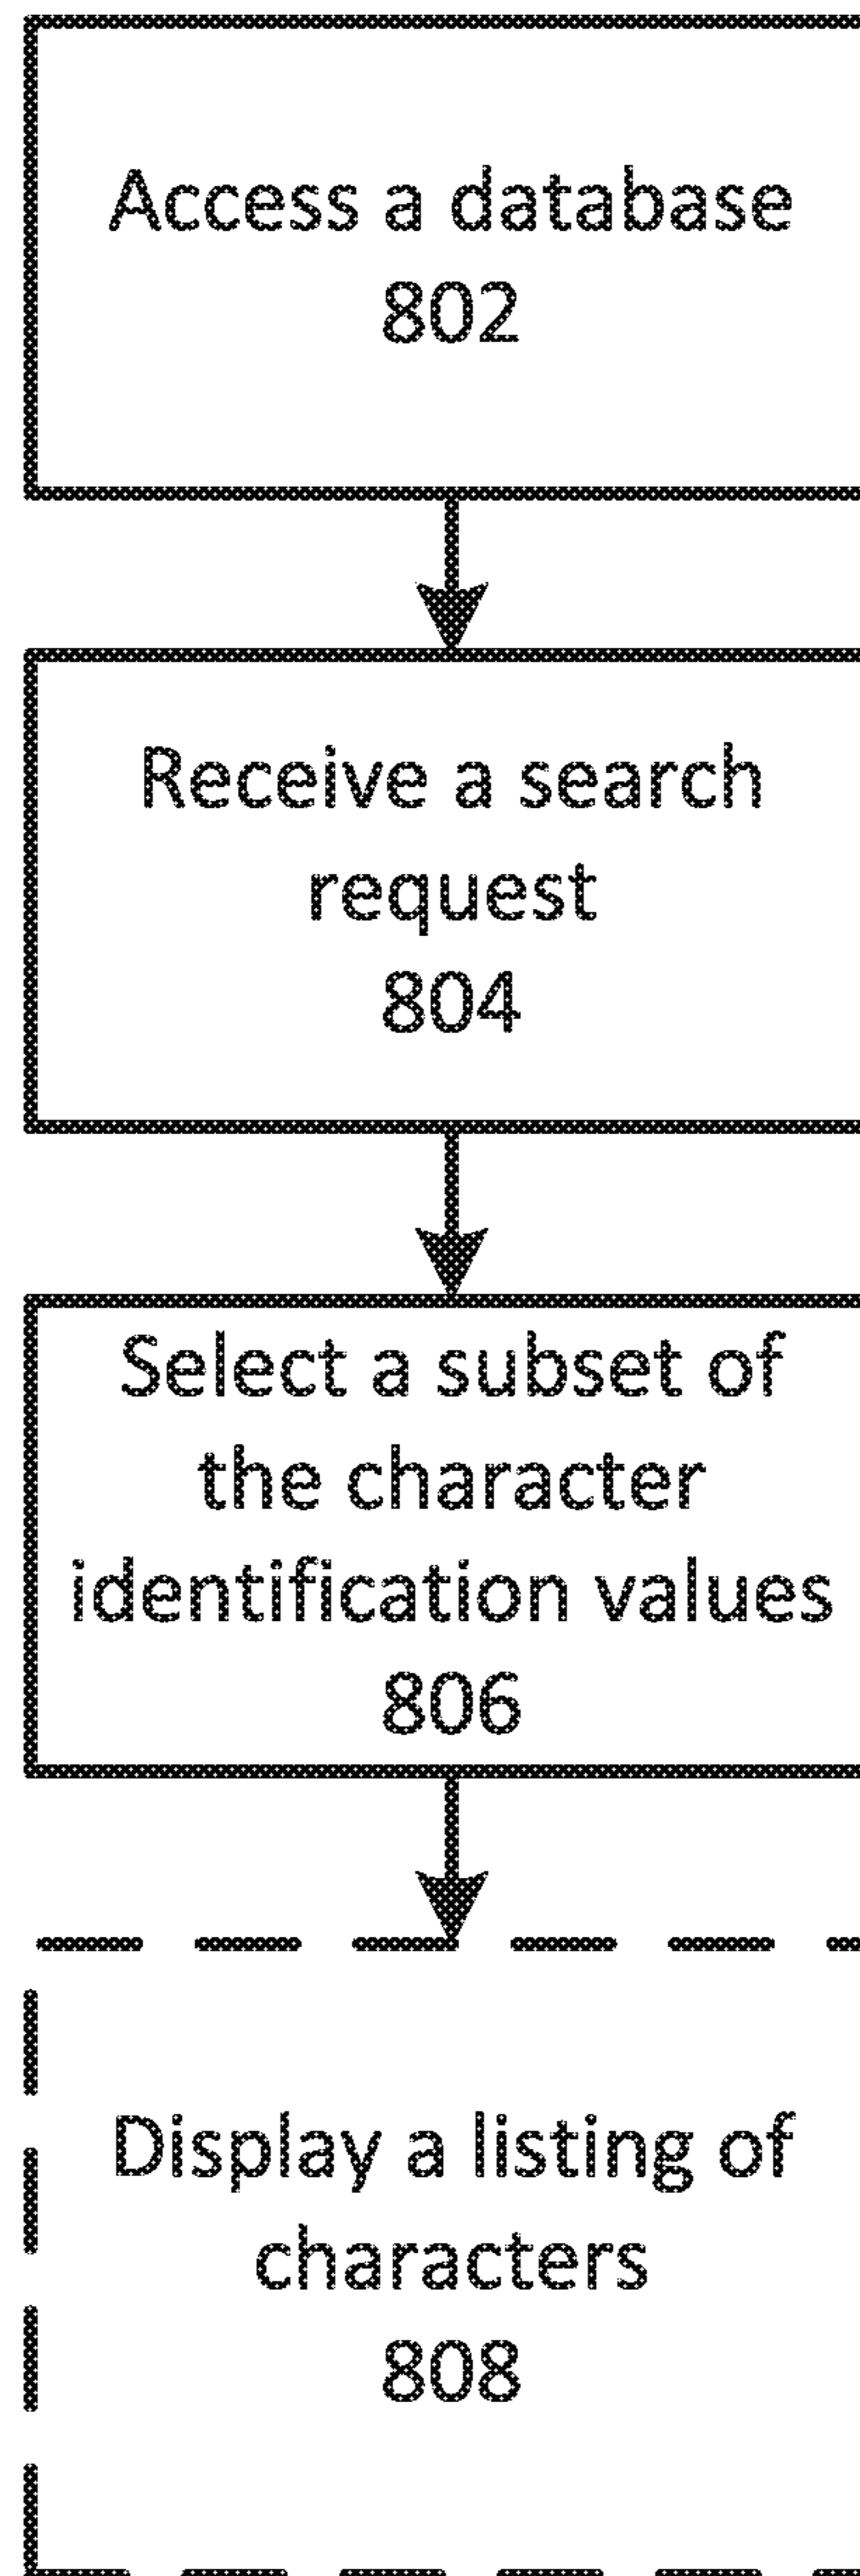 Access a database
802
Receive a search
request
804
Select a subset of
the character
identification values
806
Display a listing of
characters
808